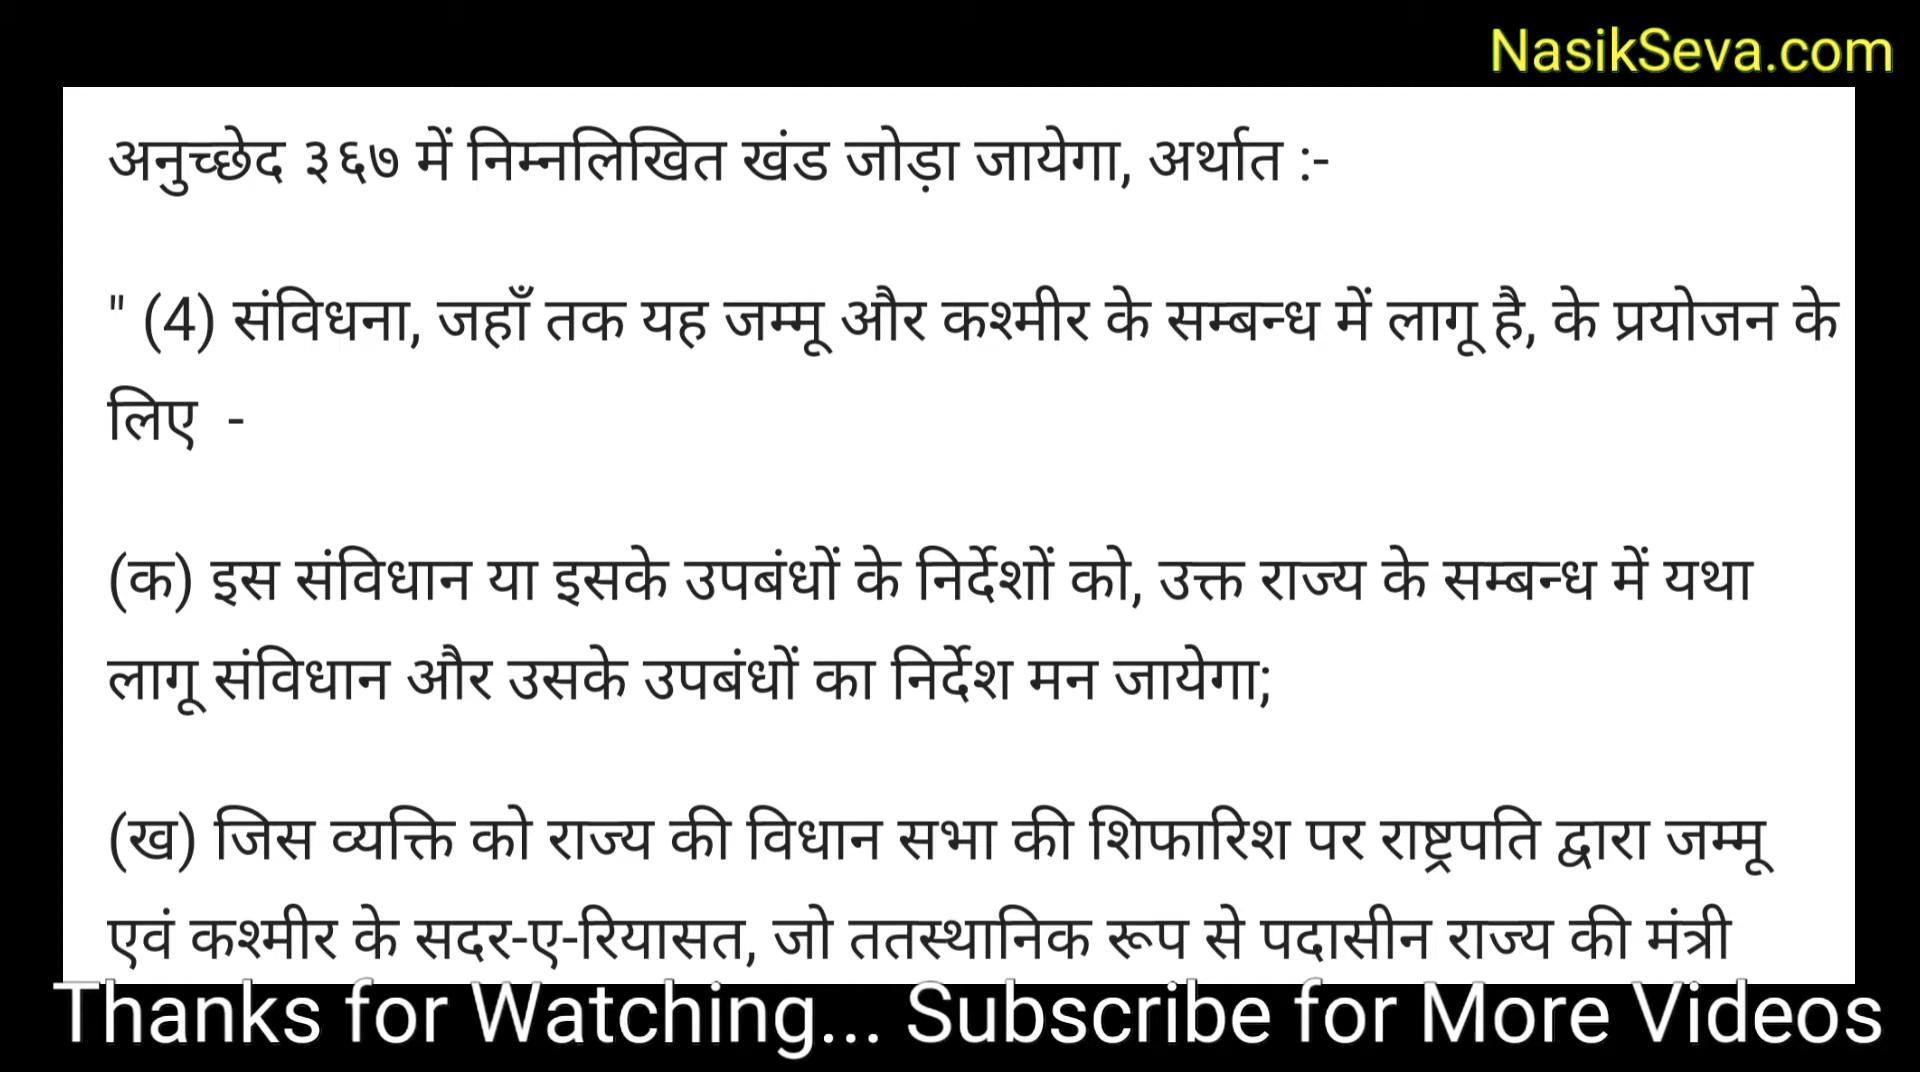 NasikSeva.com
अनुच्छेद ३६७ में निम्नलिखित खंड जोड़ा जायेगा, अर्थात :-
" (4) संविधना, जहाँ तक यह जम्मू और कश्मीर के सम्बन्ध में लागू है, के प्रयोजन के
लिए -
(क) इस संविधान या इसके उपबंधों के निर्देशों को, उक्त राज्य के सम्बन्ध में यथा
लागू संविधान और उसके उपबंधों का निर्देश मन जायेगा;
(ख) जिस व्यक्ति को राज्य की विधान सभा की शिफारिश पर राष्ट्रपति द्वारा जम्मू
एवं कश्मीर के सदर-ए-रियासत, जो ततस्थानिक रूप से पदासीन राज्य की मंत्री
Thanks for Watching... Subscribe for More Videos